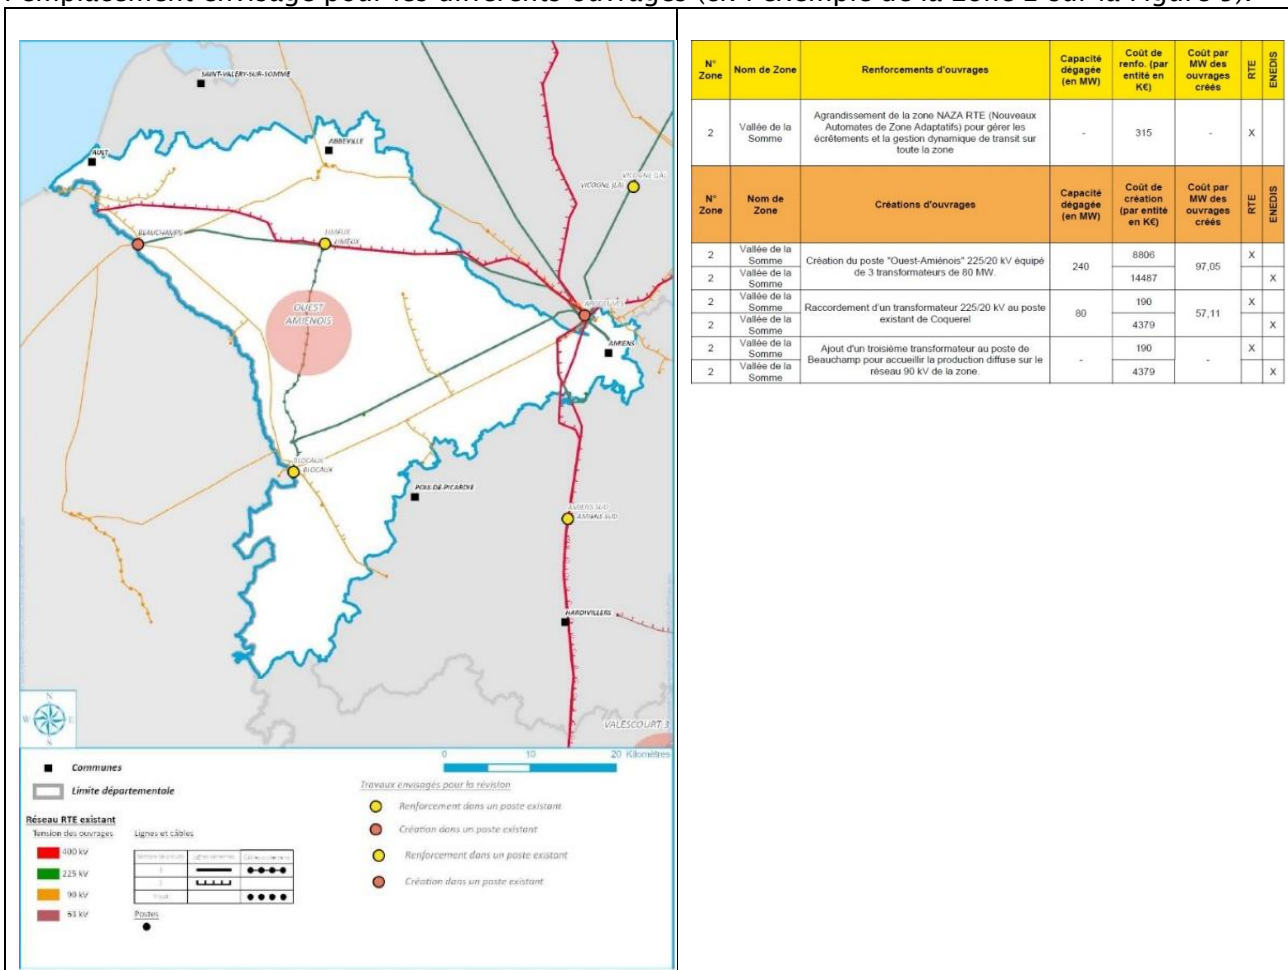 l'emplacement envisagé pour les différents ouvrages (cf. l'exemple de la Zone 2 sur la Figure 9).
SAINT-VALERY-SUR-SOMME
ABBEVILLE
AULT
VICOGNE (LA)
VICOGNE (LA)
BEAUCHAMPS
LIMEUX
LIMEUX
OUEST
AMIENOIS
ARGOEUVES
AMIENS
BLOCAUX
BLOCAUX
POIX-DE-PICARDIE
AMIENS SUD
AMIENS SUD
HARDIVILLERS
VALESCOURT 3
N
W E
S
0 10 20 Kilomètres
Communes
Limite départementale
Réseau RTE existant
Tension des ouvrages
400 kV
225 kV
90 kV
63 kV
Lignes et câbles
Postes
Travaux envisagés pour la révision
Renforcement dans un poste existant
Création dans un poste existant
Renforcement dans un poste existant
Création dans un poste existant
N° Zone Nom de Zone Renforcements d'ouvrages Capacité dégagée (en MW) Coût de renfo. (par entité en K€) Coût par MW des ouvrages créés RTE ENEDIS
2 Vallée de la Somme Agrandissement de la zone NAZA RTE (Nouveaux
Automates de Zone Adaptatifs) pour gérer les
écrêtements et la gestion dynamique de transit sur
toute la zone - 315 - X
N° Zone Nom de Zone Créations d'ouvrages Capacité dégagée (en MW) Coût de création (par entité en K€) Coût par MW des ouvrages créés RTE ENEDIS
2 Vallée de la Somme Création du poste "Ouest-Amiénois" 225/20 kV équipé
de 3 transformateurs de 80 MW. 240 8806 97,05 X
2 Vallée de la Somme 14487 X
2 Vallée de la Somme Raccordement d'un transformateur 225/20 kV au poste
existant de Coquerel 80 190 57,11 X
2 Vallée de la Somme 4379 X
2 Vallée de la Somme Ajout d'un troisième transformateur au poste de
Beauchamp pour accueillir la production diffuse sur le
réseau 90 kV de la zone. - 190 - X
2 Vallée de la Somme 4379 X